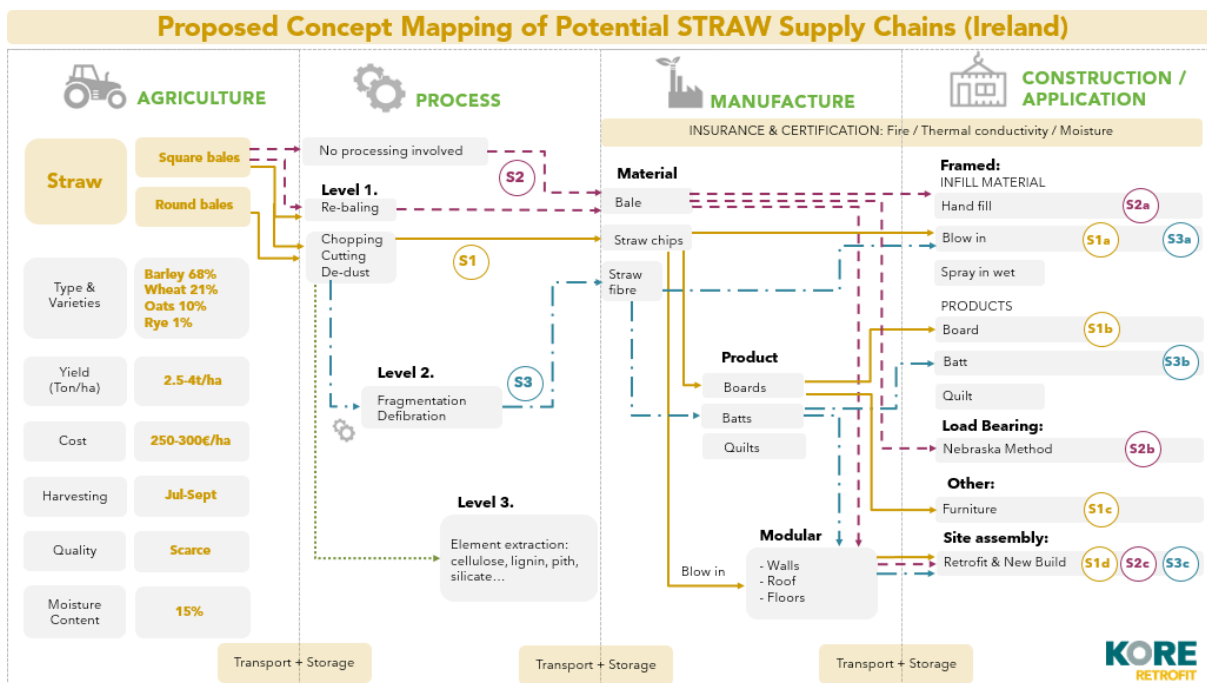 Proposed Concept Mapping of Potential STRAW Supply Chains (Ireland)
AGRICULTURE
PROCESS
MANUFACTURE
CONSTRUCTION /
APPLICATION
INSURANCE & CERTIFICATION: Fire / Thermal conductivity / Moisture
Straw
Square bales
Round bales
Type &
Varieties
Barley 68%
Wheat 21%
Oats 10%
Rye 1%
Yield
(Ton/ha)
2.5-4t/ha
Cost
250-300€/ha
Harvesting
Jul-Sept
Quality
Scarce
Moisture
Content
15%
No processing involved
S2
Level 1.
Re-baling
Chopping
Cutting
De-dust
S1
Level 2.
Fragmentation
Defibration
S3
Level 3.
Element extraction:
cellulose, lignin, pith,
silicate...
Material
Bale
Straw chips
Straw
fibre
Product
Boards
Batts
Quilts
Modular
Blow in
- Walls
- Roof
- Floors
Framed:
INFILL MATERIAL
Hand fill
S2a
Blow in
S1a
S3a
Spray in wet
PRODUCTS
Board
S1b
Batt
S3b
Quilt
Load Bearing:
Nebraska Method
S2b
Other:
Furniture
S1c
Site assembly:
Retrofit & New Build
S1d
S2c
S3c
Transport + Storage
Transport + Storage
Transport + Storage
KORE
RETROFIT